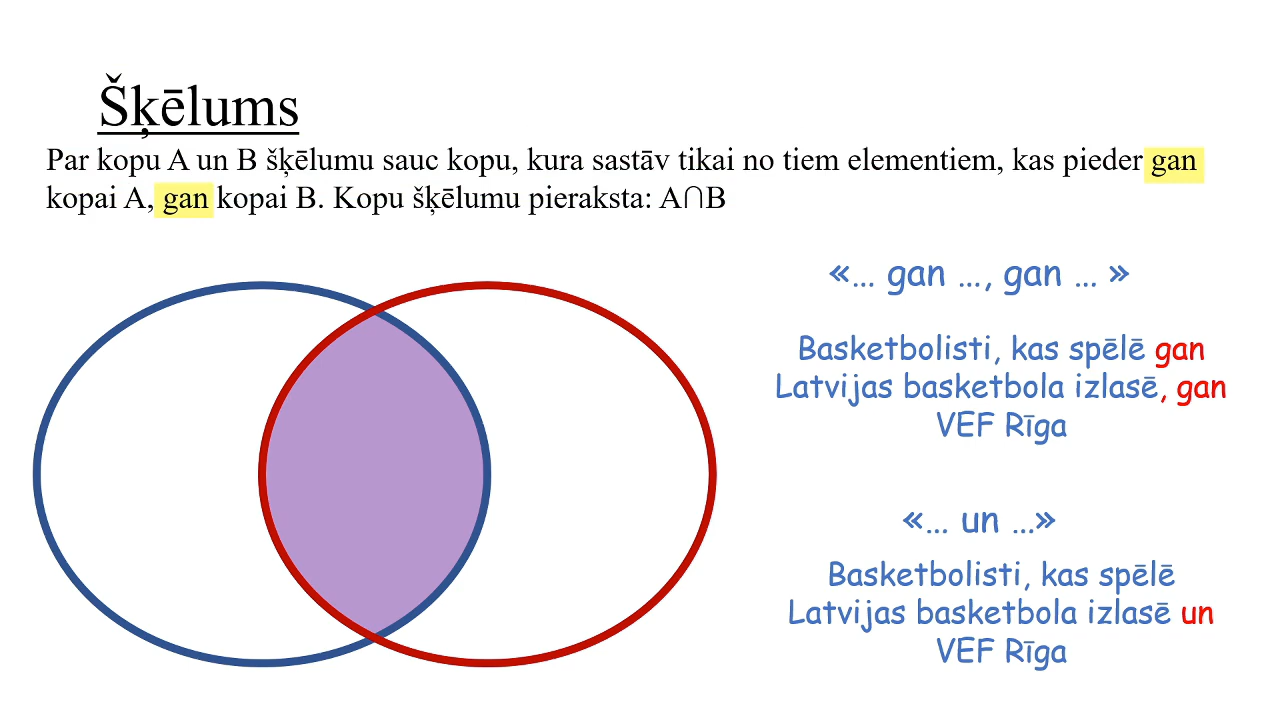 Šķēlums
Par kopu A un B šķēlumu sauc kopu, kura sastāv tikai no tiem elementiem, kas pieder gan
kopai A, gan kopai B. Kopu šķēlumu pieraksta: A∩B
«... gan ..., gan ... »
Basketbolisti, kas spēlē gan
Latvijas basketbola izlasē, gan
VEF Rīga
«... un ...»
Basketbolisti, kas spēlē
Latvijas basketbola izlasē un
VEF Rīga